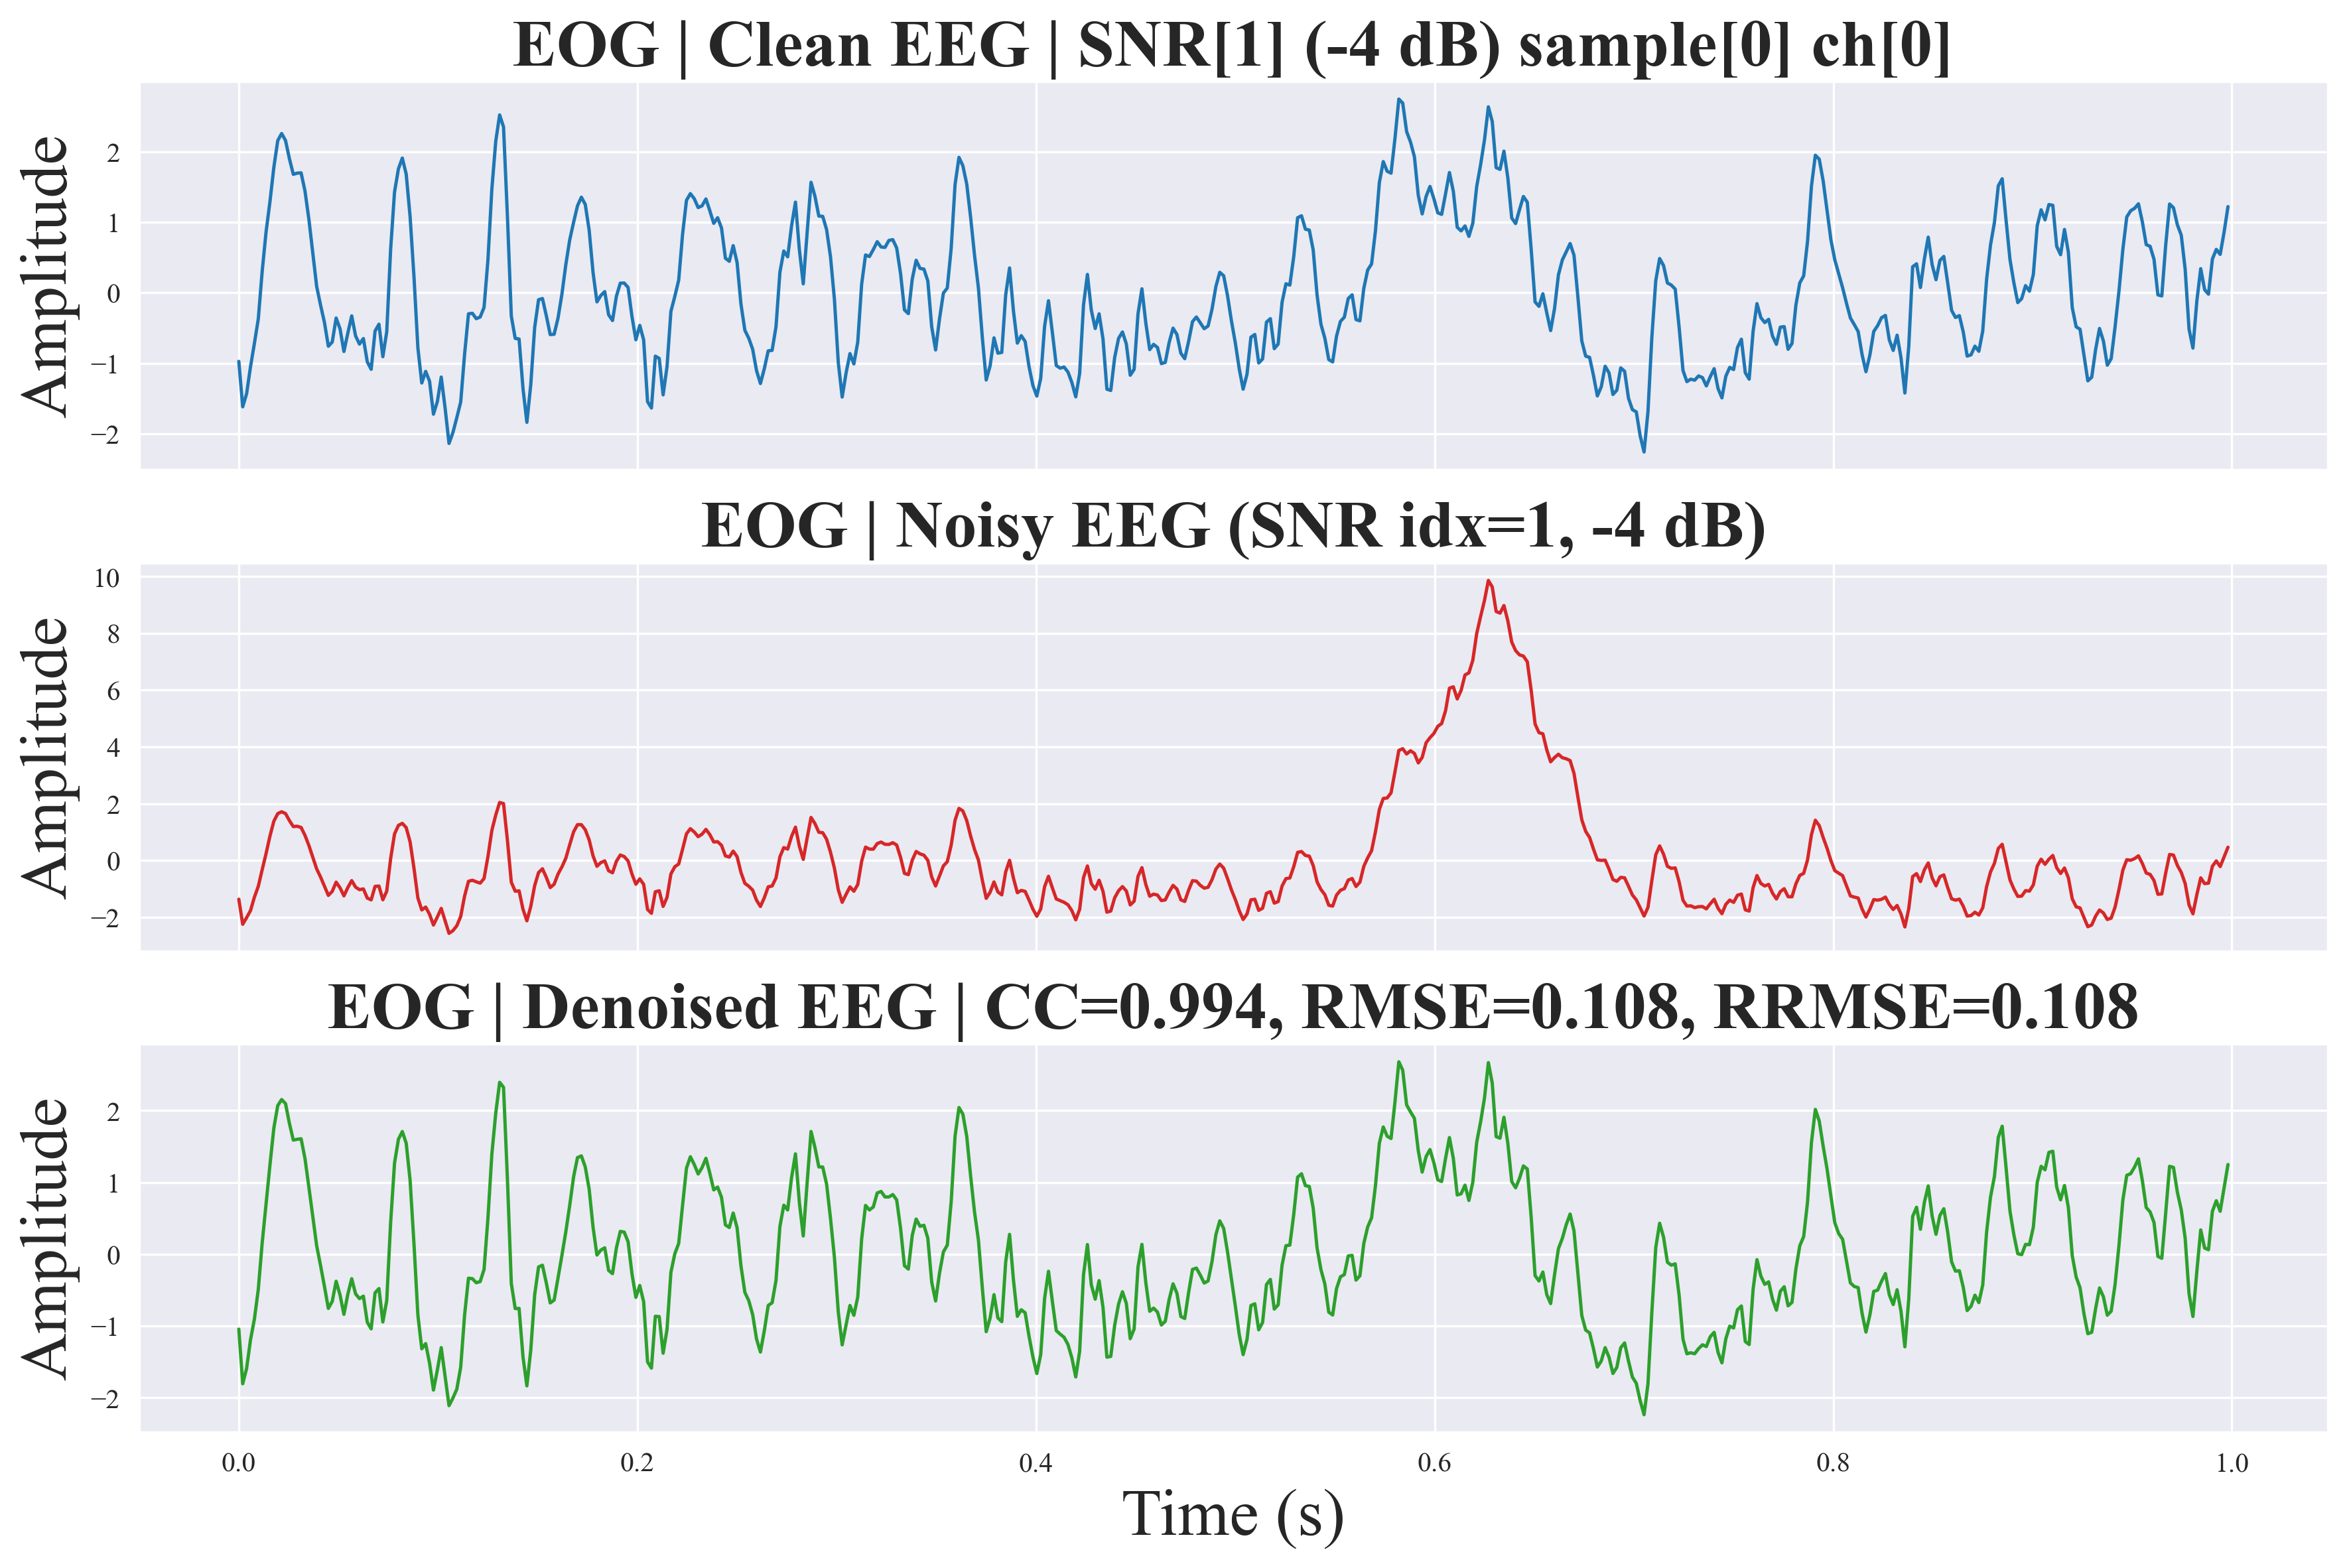 EOG | Clean EEG | SNR[1] (-4 dB) sample[0] ch[0]
Amplitude
2
1
0
−1
−2
EOG | Noisy EEG (SNR idx=1, -4 dB)
Amplitude
10
8
6
4
2
0
−2
EOG | Denoised EEG | CC=0.994, RMSE=0.108, RRMSE=0.108
Amplitude
2
1
0
−1
−2
0.0 0.2 0.4 0.6 0.8 1.0
Time (s)